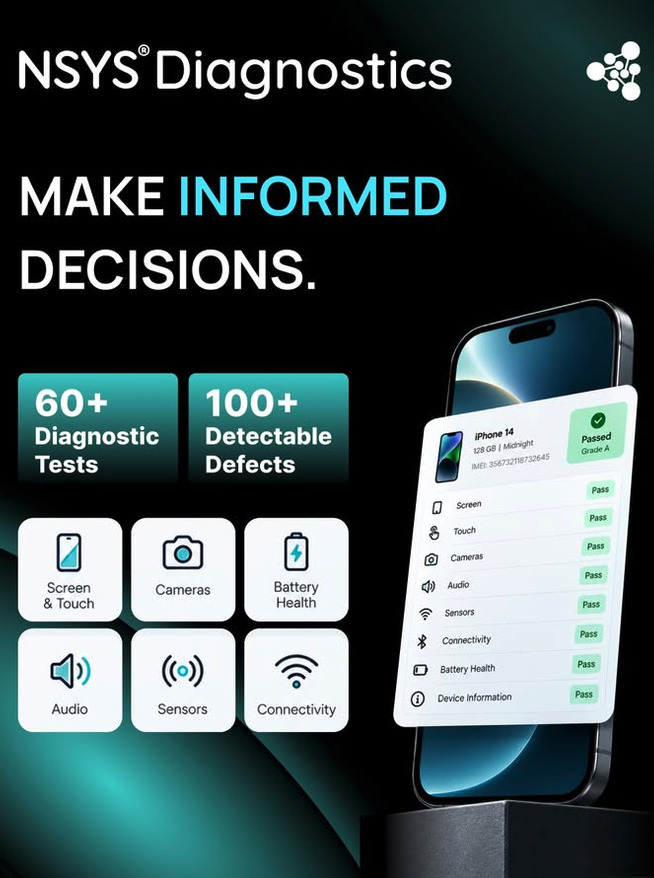 NSYS® Diagnostics
MAKE INFORMED
DECISIONS.
60+
Diagnostic
Tests
100+
Detectable
Defects
Screen
& Touch
Cameras
Battery
Health
Audio
Sensors
Connectivity
iPhone 14
128 GB | Midnight
IMEI: 356732118732645
Passed
Grade A
Screen Pass
Touch Pass
Cameras Pass
Audio Pass
Sensors Pass
Connectivity Pass
Battery Health Pass
Device Information Pass